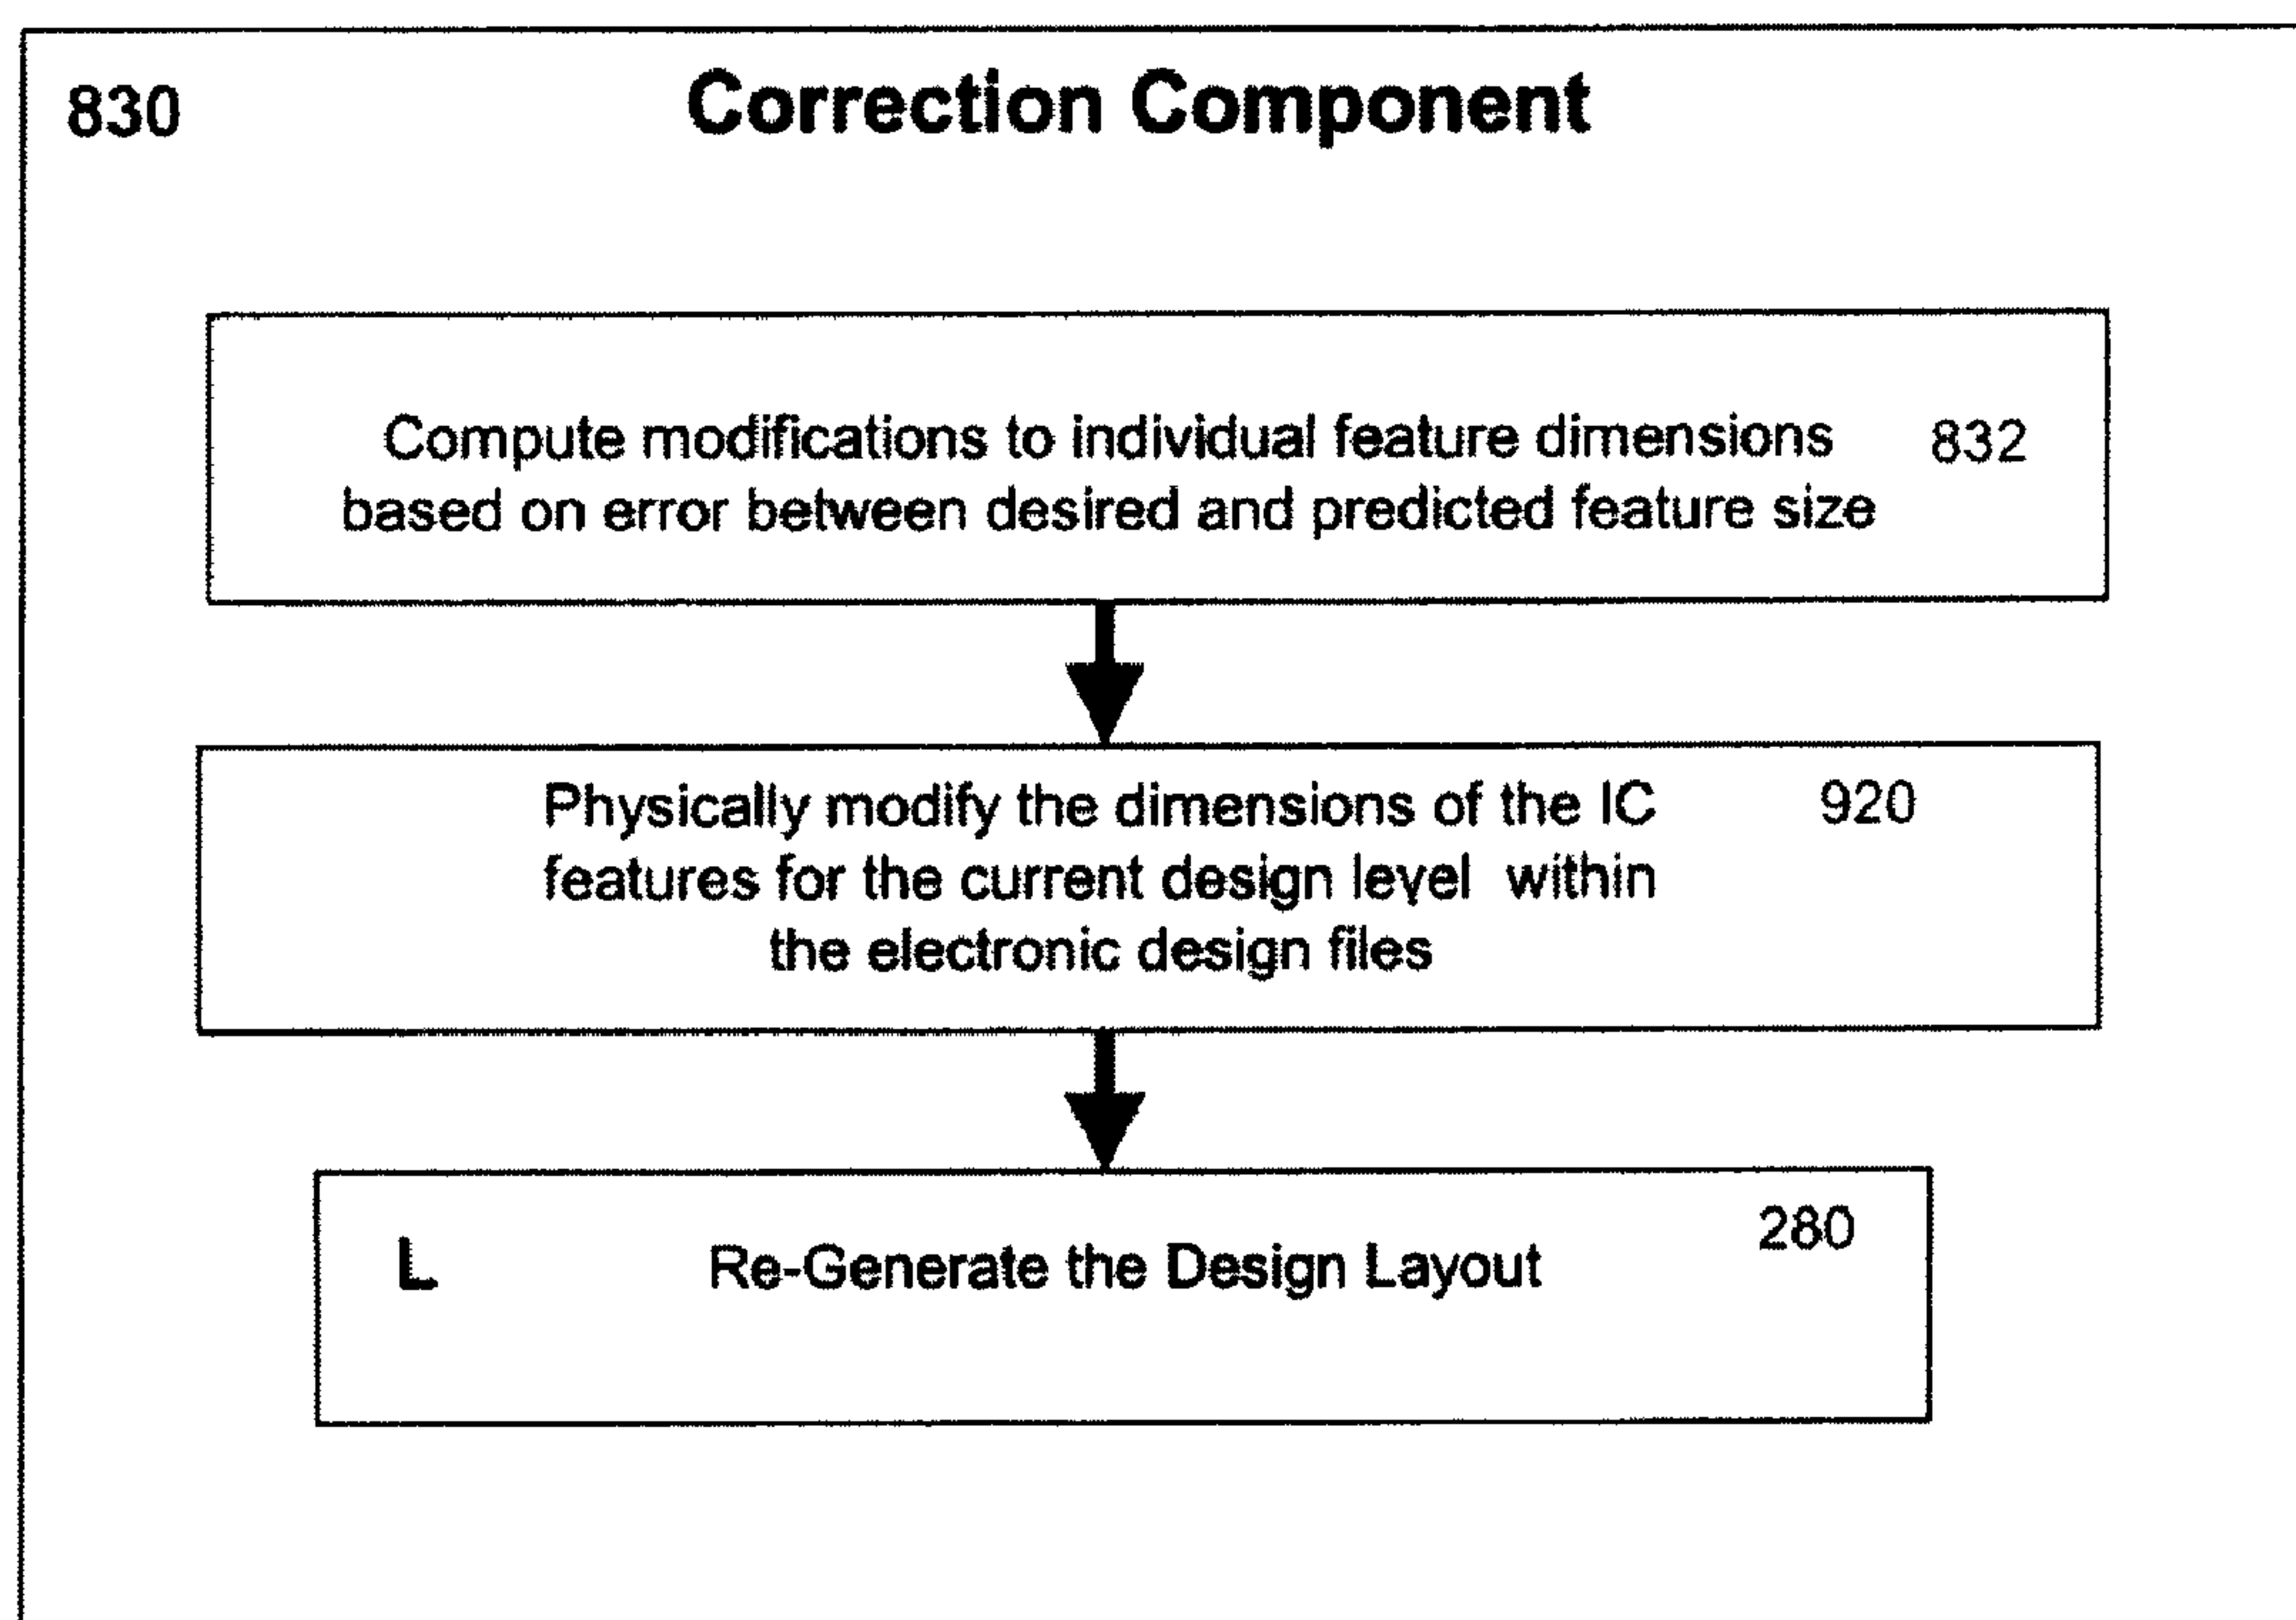 830 Correction Component
Compute modifications to individual feature dimensions 832
based on error between desired and predicted feature size
Physically modify the dimensions of the IC 920
features for the current design level within
the electronic design files
280
L Re-Generate the Design Layout